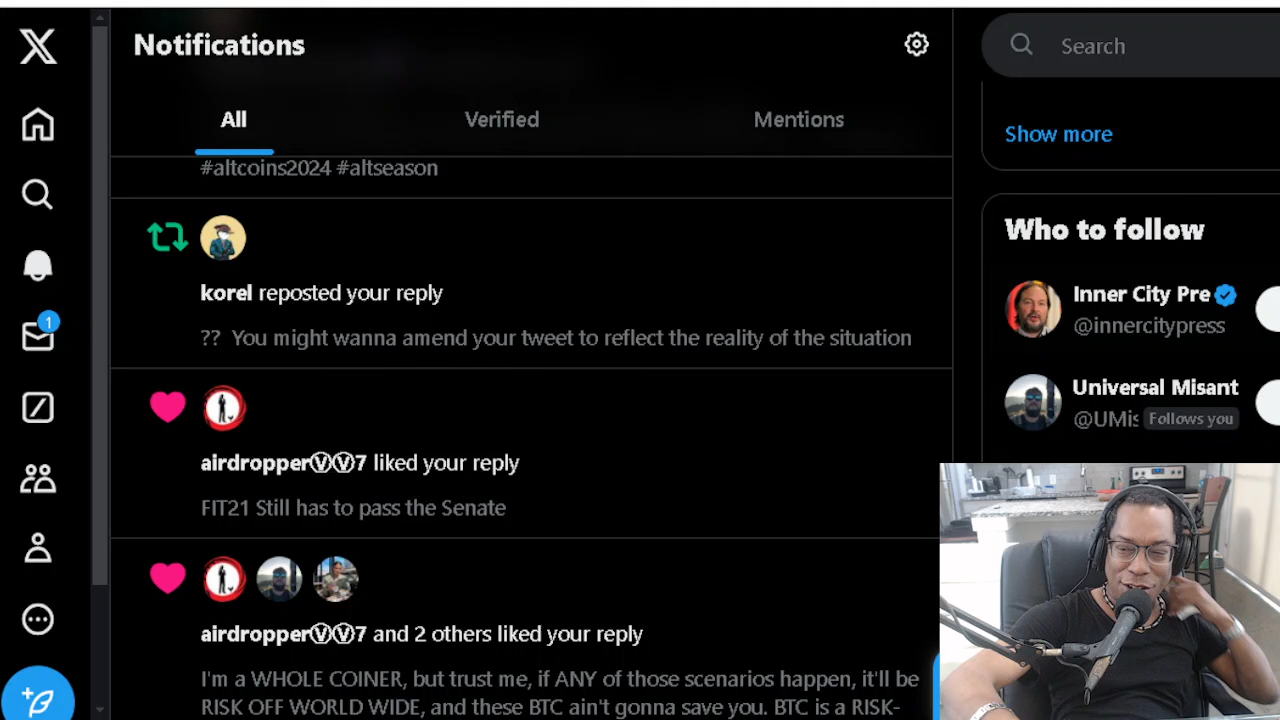 Notifications
Search
All
Verified
Mentions
Show more
#altcoins2024 #altseason
Who to follow
korel reposted your reply
?? You might wanna amend your tweet to reflect the reality of the situation
Inner City Pre
@innercitypress
Universal Misant
@UMis Follows you
1
airdropperⓋⓋ7 liked your reply
FIT21 Still has to pass the Senate
airdropperⓋⓋ7 and 2 others liked your reply
I'm a WHOLE COINER, but trust me, if ANY of those scenarios happen, it'll be
RISK OFF WORLD WIDE, and these BTC ain't gonna save you. BTC is a RISK-